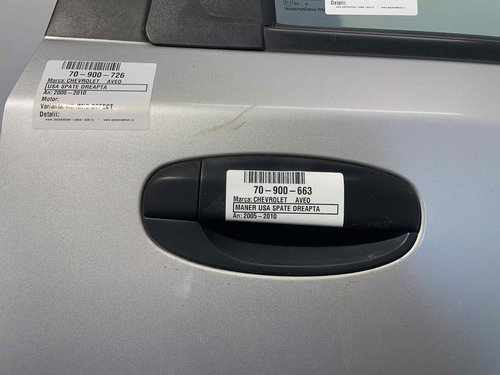 70-900-726
Marca: CHEVROLET AVEO
USA SPATE DREAPTA
An: 2005-2010
Motor:
Detalii:
TRANSPARÊNCIA
Detalii:
70-900-663
Marca: CHEVROLET AVEO
MANER USA SPATE DREAPTA
An: 2005-2010